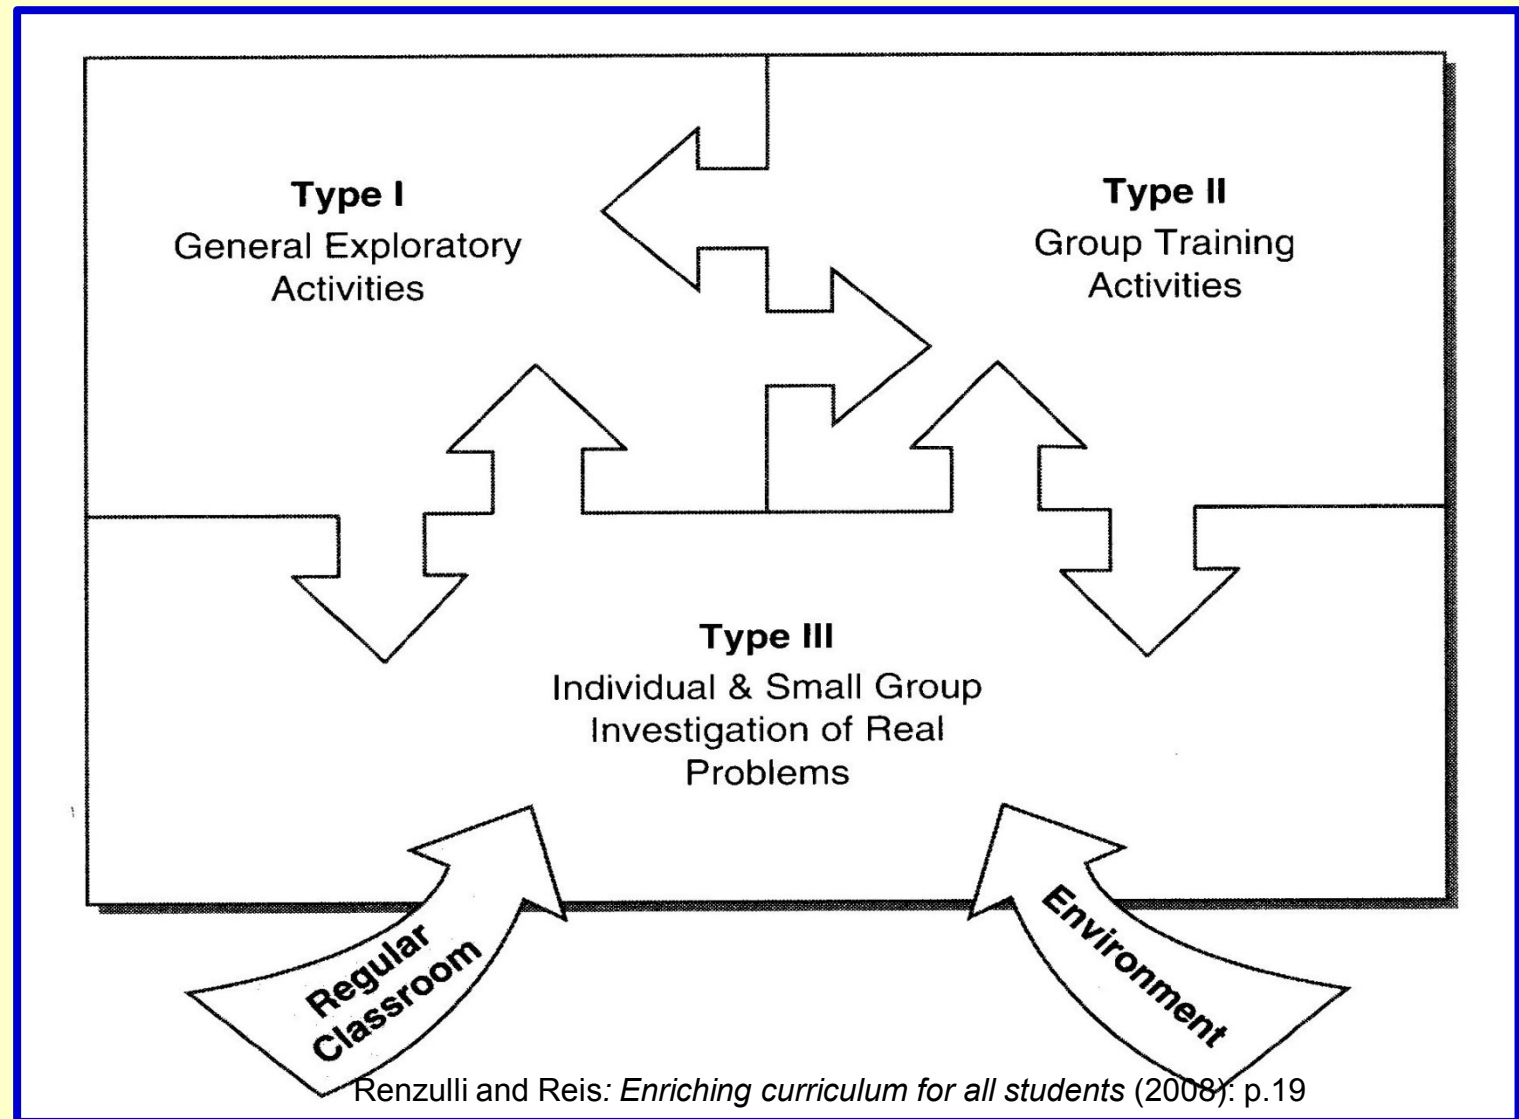 Type I
General Exploratory
Activities
Type II
Group Training
Activities
Type III
Individual & Small Group
Investigation of Real
Problems
Regular
Classroom
Environment
Renzulli and Reis: Enriching curriculum for all students (2008): p.19